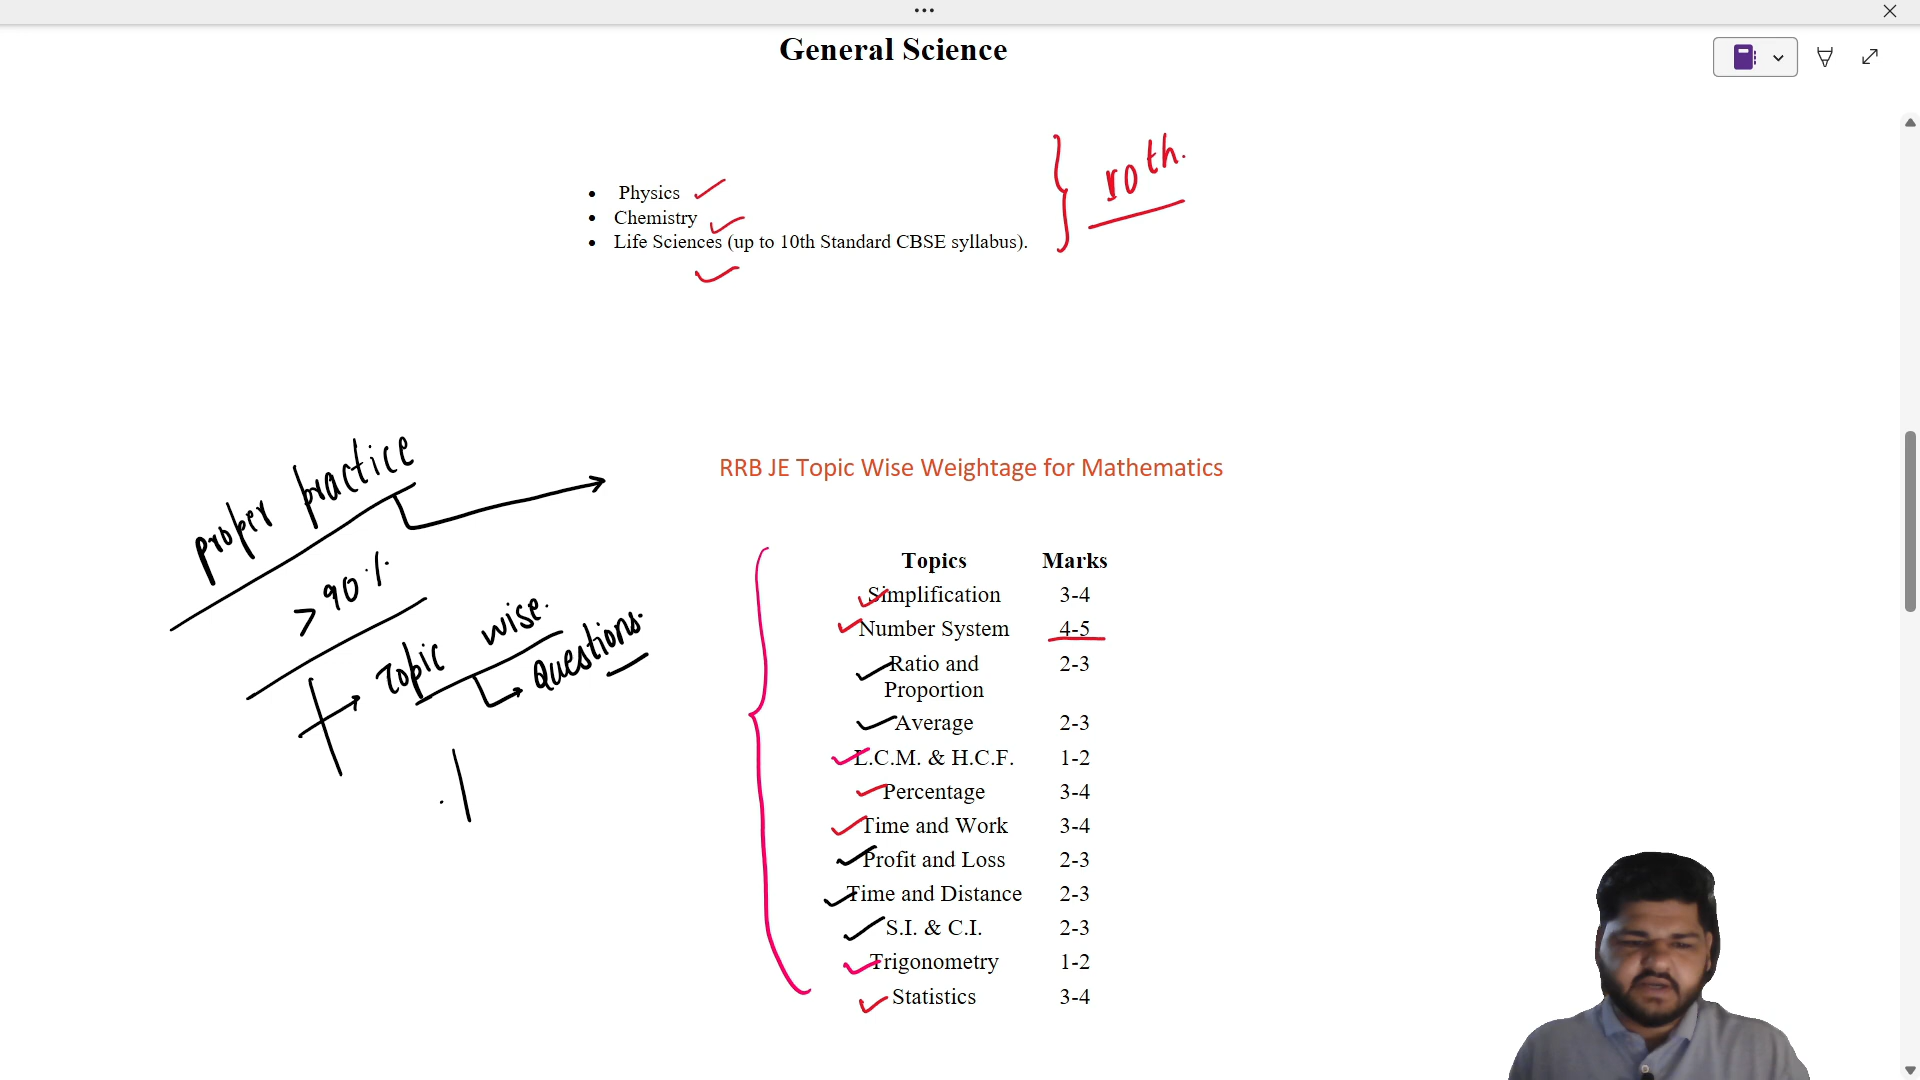 General Science
Physics
Chemistry
Life Sciences (up to 10th Standard CBSE syllabus).
10th.
proper practice
>90%
Topic wise.
Questions.
RRB JE Topic Wise Weightage for Mathematics
Topics Marks
Simplification 3-4
Number System 4-5
Ratio and 2-3
Proportion
Average 2-3
L.C.M. & H.C.F. 1-2
Percentage 3-4
Time and Work 3-4
Profit and Loss 2-3
Time and Distance 2-3
S.I. & C.I. 2-3
Trigonometry 1-2
Statistics 3-4